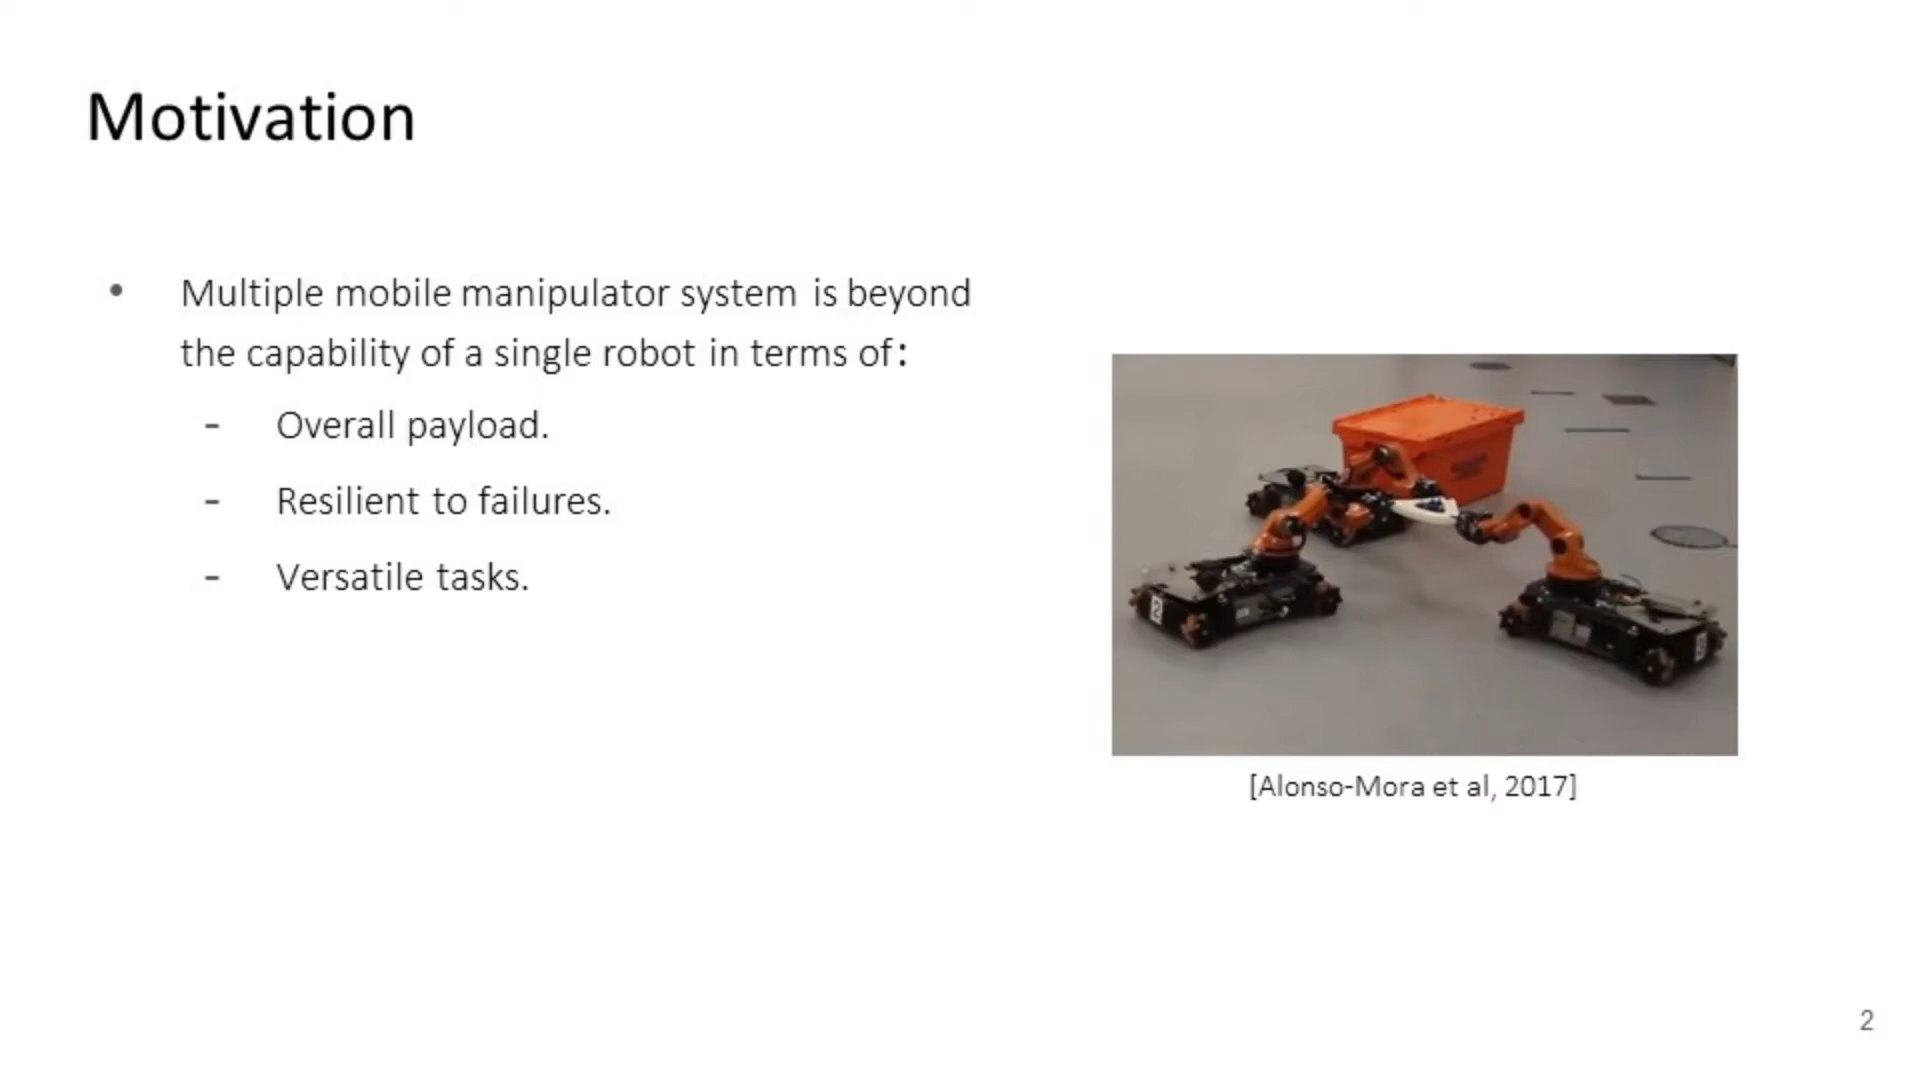 Motivation
• Multiple mobile manipulator system is beyond
the capability of a single robot in terms of:
- Overall payload.
- Resilient to failures.
- Versatile tasks.
[Alonso-Mora et al, 2017]
2